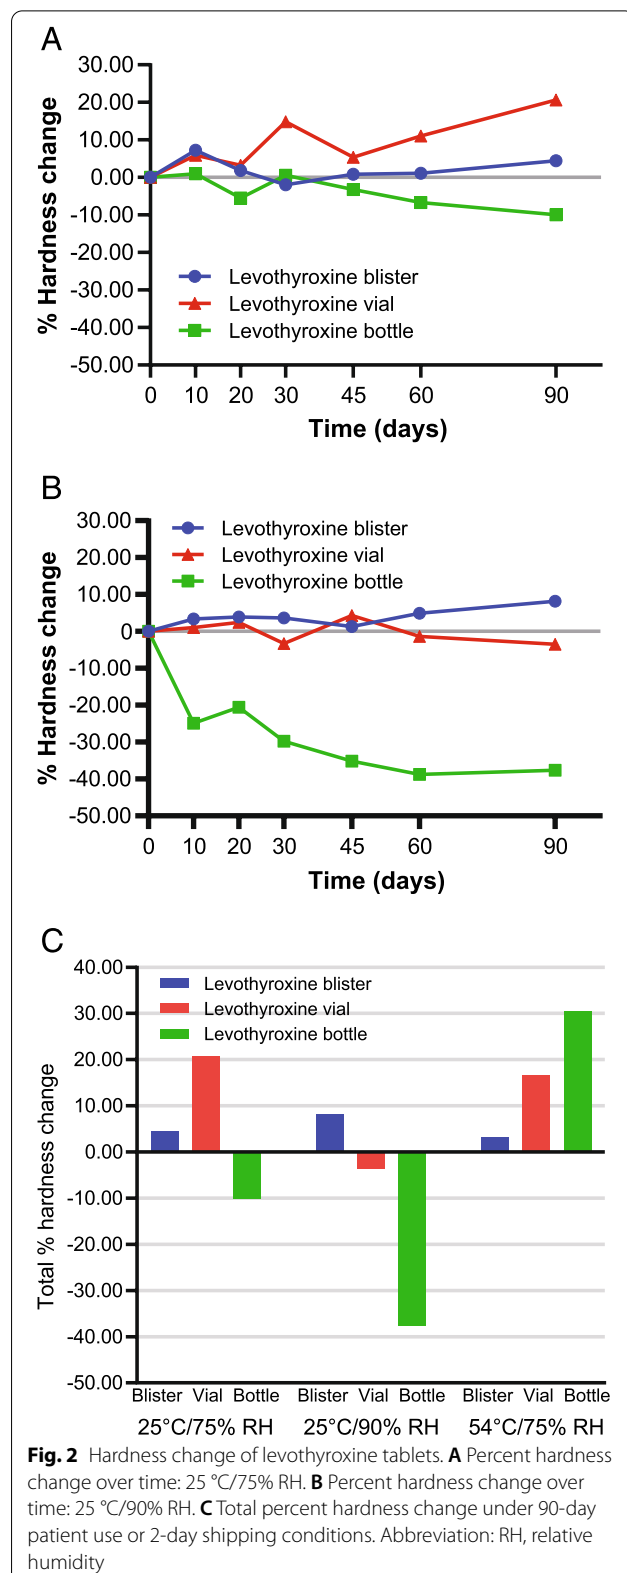 A
30.00
20.00
10.00
0.00
-10.00
-20.00
-30.00
-40.00
-50.00
% Hardness change
Levothyroxine blister
Levothyroxine vial
Levothyroxine bottle
0 10 20 30 45 60 90
Time (days)
B
30.00
20.00
10.00
0
-10.00
-20.00
-30.00
-40.00
-50.00
% Hardness change
Levothyroxine blister
Levothyroxine vial
Levothyroxine bottle
0 10 20 30 45 60 90
Time (days)
C
40.00
30.00
20.00
10.00
0.00
-10.00
-20.00
-30.00
-40.00
-50.00
Total % hardness change
Levothyroxine blister
Levothyroxine vial
Levothyroxine bottle
Blister Vial Bottle Blister Vial Bottle Blister Vial Bottle
25°C/75% RH 25°C/90% RH 54°C/75% RH
Fig. 2 Hardness change of levothyroxine tablets. A Percent hardness
change over time: 25 °C/75% RH. B Percent hardness change over
time: 25 °C/90% RH. C Total percent hardness change under 90-day
patient use or 2-day shipping conditions. Abbreviation: RH, relative
humidity